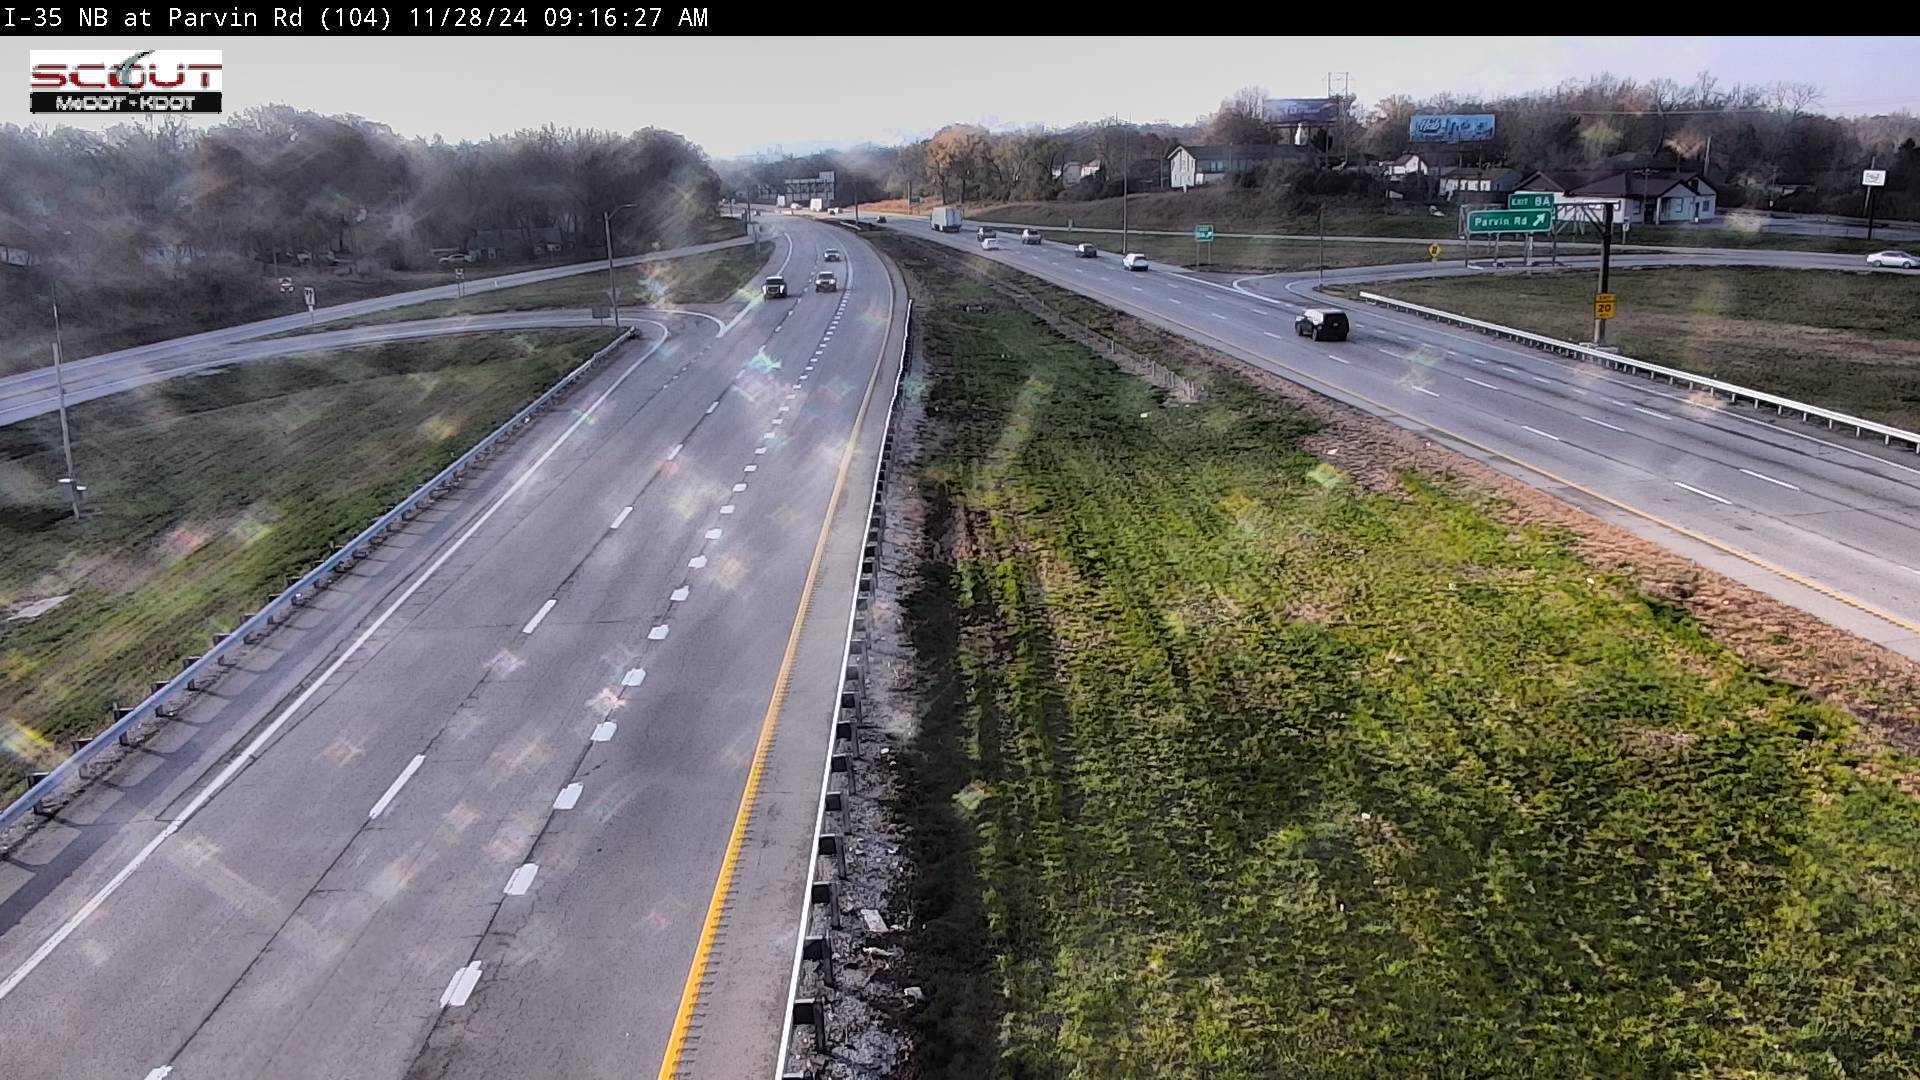 I-35 NB at Parvin Rd (104) 11/28/24 09:16:27 AM
SCOUT
MoDOT - KDOT
EXIT 8A
Parvin Rd
EXIT
20